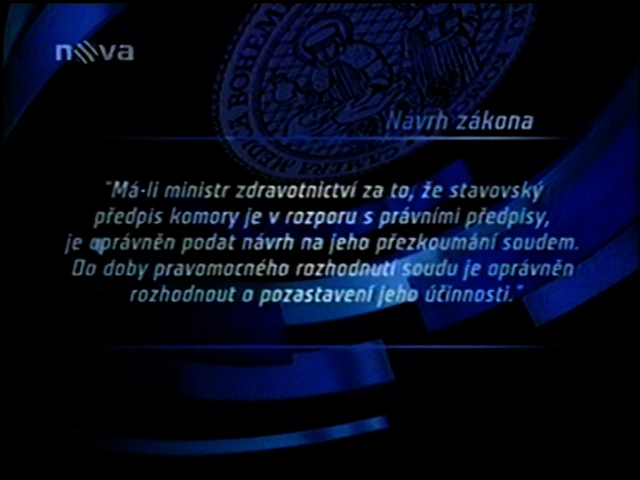 nova
Návrh zákona
"Má-li ministr zdravotnictví za to, že stavovský
předpis komory je v rozporu s právními předpisy,
je oprávněn podat návrh na jeho přezkoumání soudem.
Do doby pravomocného rozhodnutí soudu je oprávněn
rozhodnout o pozastavení jeho účinnosti."